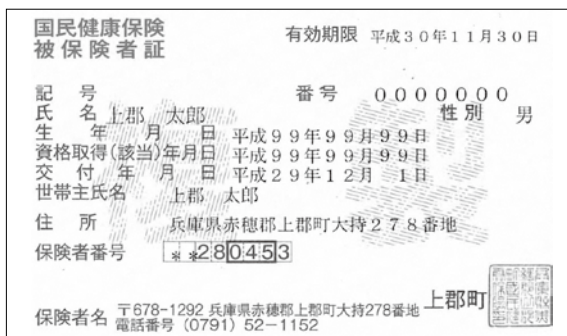 国民健康保険
被保険者証
有効期限 平成30年11月30日
記号 番号 0000000
氏名 上郡 太郎 性別 男
生年月日 平成99年99月99日
資格取得(該当)年月日 平成99年99月99日
交付年月日 平成29年12月 1日
世帯主氏名 上郡 太郎
住所 兵庫県赤穂郡上郡町大持278番地
保険者番号 **280453
保険者名 〒678-1292 兵庫県赤穂郡上郡町大持278番地 上郡町
電話番号 (0791) 52-1152